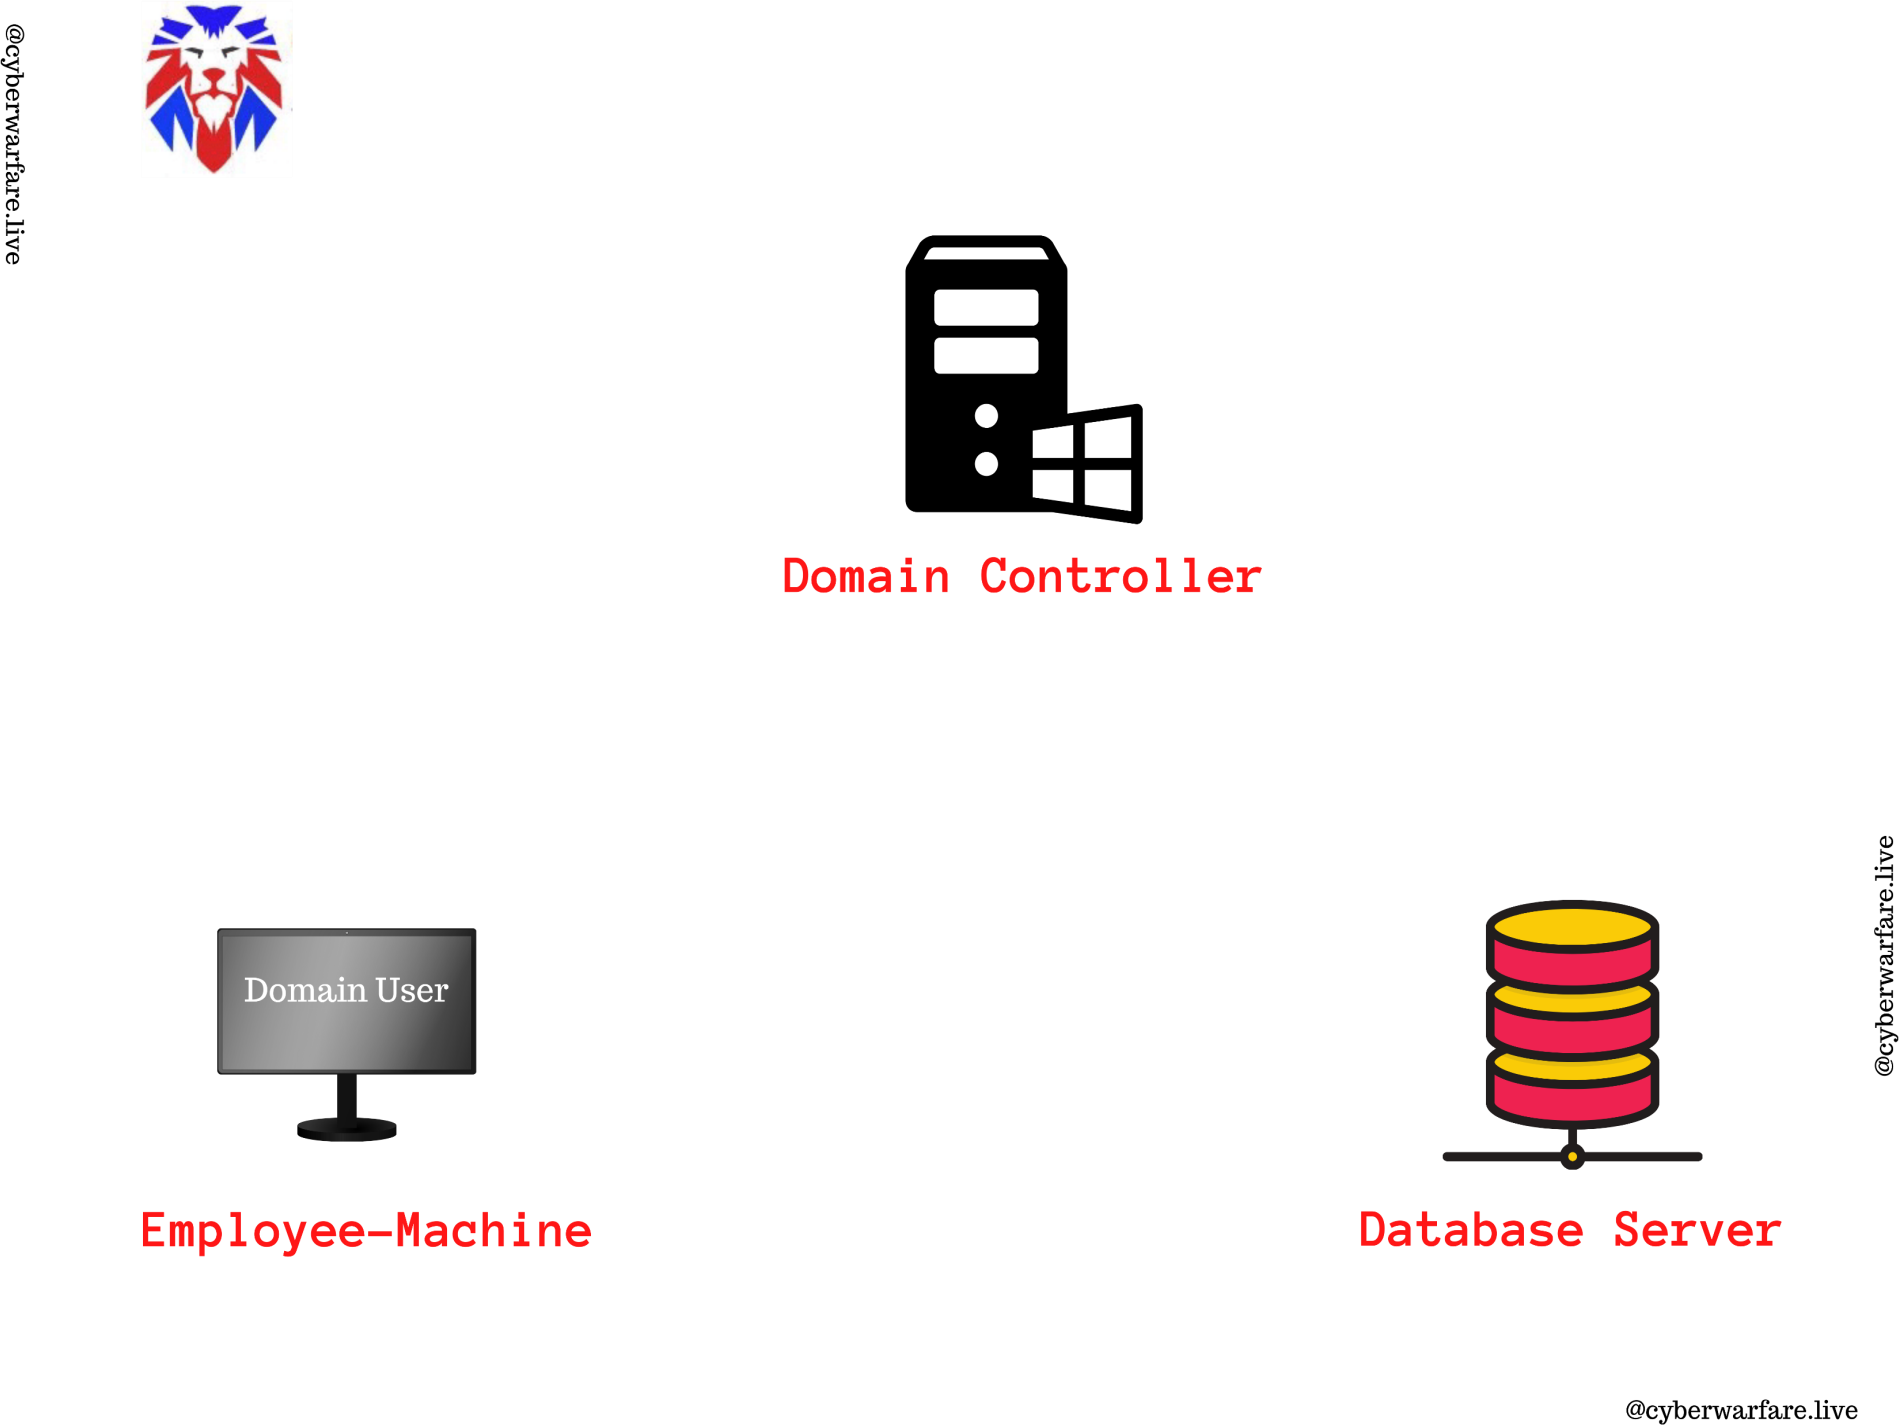 @cyberwarfare.live
Domain Controller
Domain User
@cyberwarfare.live
Employee-Machine
Database Server
@cyberwarfare.live